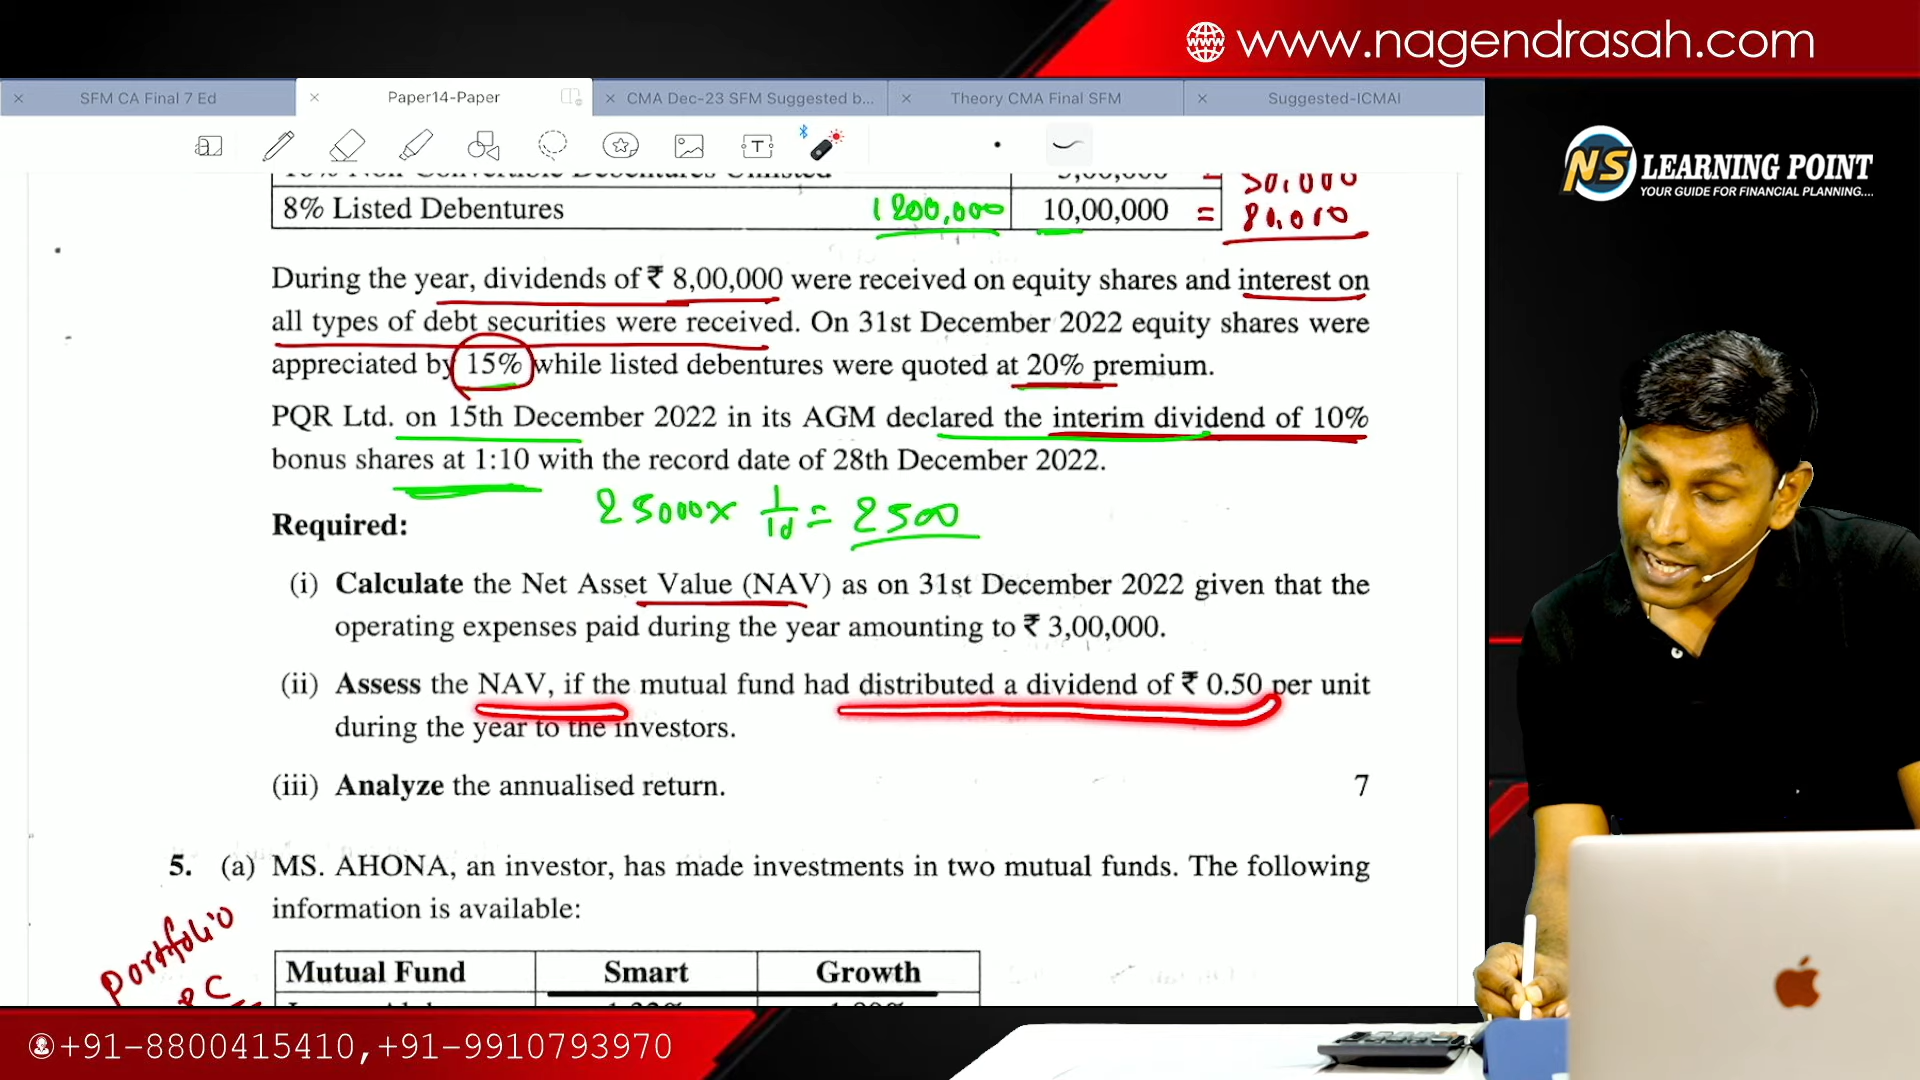 www.nagendrasah.com
SFM CA Final 7 Ed
Paper14-Paper
CMA Dec-23 SFM Suggested b...
Theory CMA Final SFM
Suggested-ICMAI
NS LEARNING POINT
YOUR GUIDE FOR FINANCIAL PLANNING....
8% Listed Debentures 1200,000 10,00,000 =
During the year, dividends of ₹ 8,00,000 were received on equity shares and interest on
all types of debt securities were received. On 31st December 2022 equity shares were
appreciated by 15% while listed debentures were quoted at 20% premium.
PQR Ltd. on 15th December 2022 in its AGM declared the interim dividend of 10%
bonus shares at 1:10 with the record date of 28th December 2022.
25000 x 1/10 = 2500
Required:
(i) Calculate the Net Asset Value (NAV) as on 31st December 2022 given that the
operating expenses paid during the year amounting to ₹ 3,00,000.
(ii) Assess the NAV, if the mutual fund had distributed a dividend of ₹ 0.50 per unit
during the year to the investors.
(iii) Analyze the annualised return. 7
5. (a) MS. AHONA, an investor, has made investments in two mutual funds. The following
information is available:
Portfolio
Mutual Fund Smart Growth
+91-8800415410,+91-9910793970